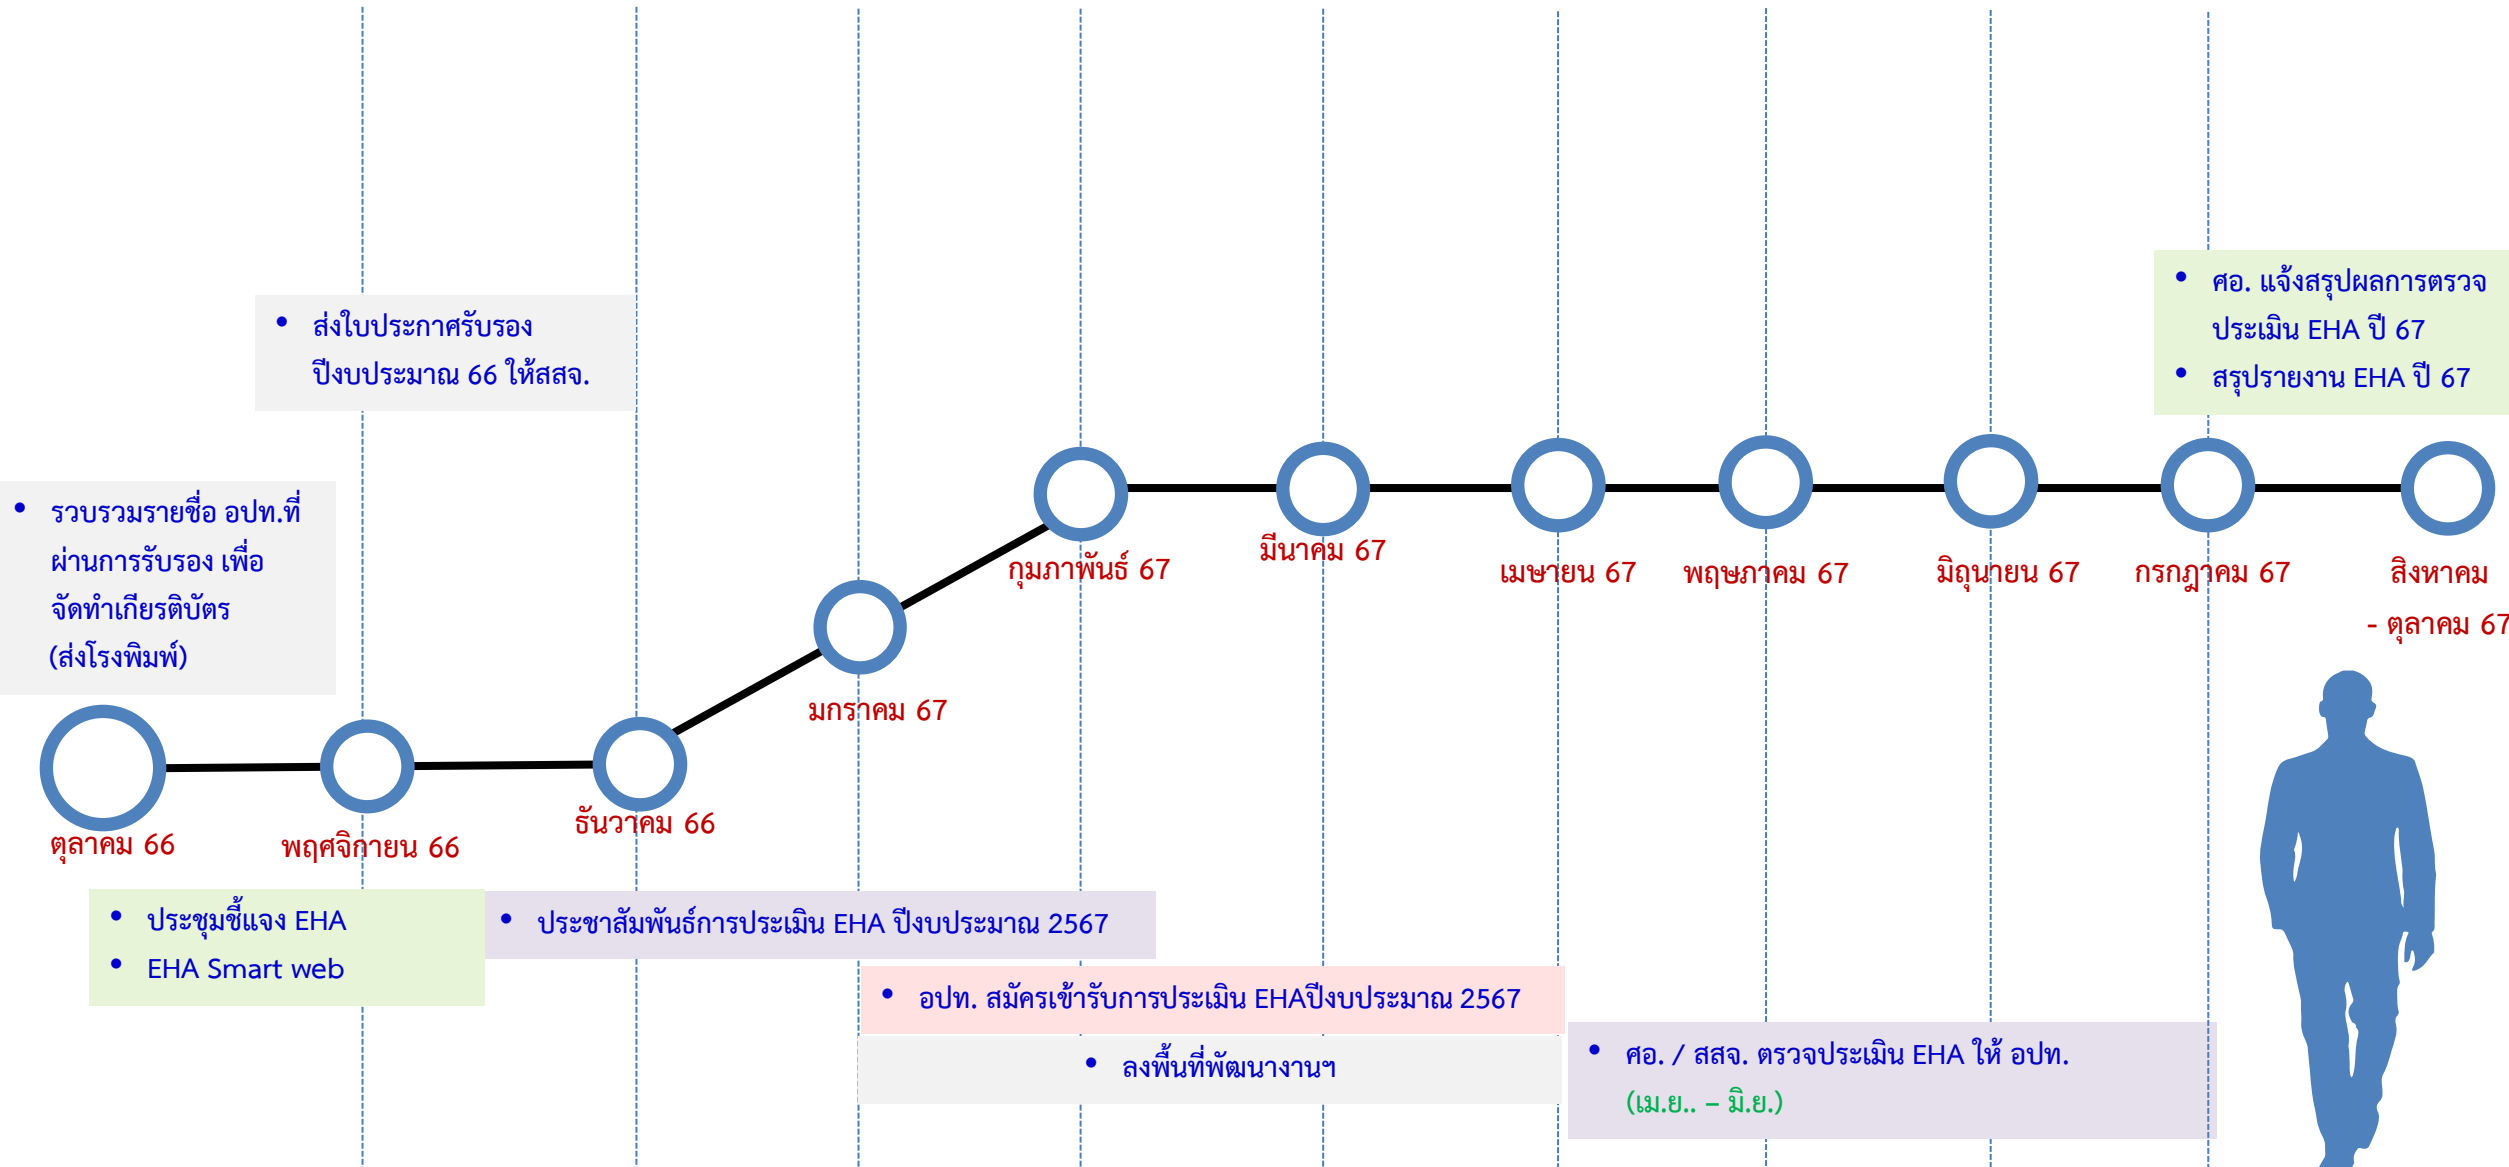 • ส่งใบประกาศรับรอง
ปีงบประมาณ 66 ให้สสจ.
• ศอ. แจ้งสรุปผลการตรวจ
ประเมิน EHA ปี 67
• สรุปรายงาน EHA ปี 67
• รวบรวมรายชื่อ อปท.ที่
ผ่านการรับรอง เพื่อ
จัดทำเกียรติบัตร
(ส่งโรงพิมพ์)
ตุลาคม 66
พฤศจิกายน 66
ธันวาคม 66
มกราคม 67
กุมภาพันธ์ 67
มีนาคม 67
เมษายน 67
พฤษภาคม 67
มิถุนายน 67
กรกฎาคม 67
สิงหาคม
- ตุลาคม 67
• ประชุมชี้แจง EHA
• EHA Smart web
• ประชาสัมพันธ์การประเมิน EHA ปีงบประมาณ 2567
• อปท. สมัครเข้ารับการประเมิน EHAปีงบประมาณ 2567
• ลงพื้นที่พัฒนางานฯ
• ศอ. / สสจ. ตรวจประเมิน EHA ให้ อปท.
(เม.ย.. – มิ.ย.)